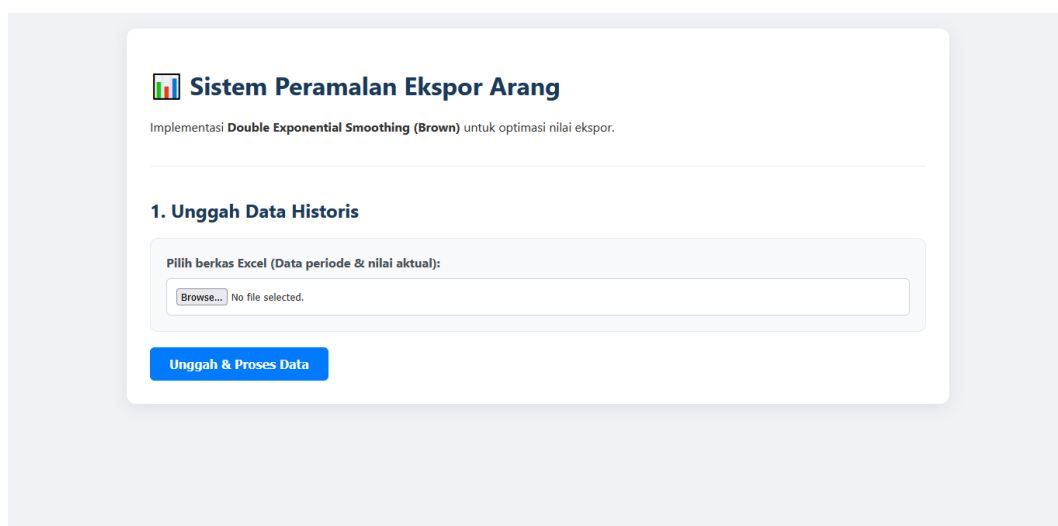 Sistem Peramalan Ekspor Arang
Implementasi Double Exponential Smoothing (Brown) untuk optimasi nilai ekspor.
1. Unggah Data Historis
Pilih berkas Excel (Data periode & nilai aktual):
Browse... No file selected.
Unggah & Proses Data